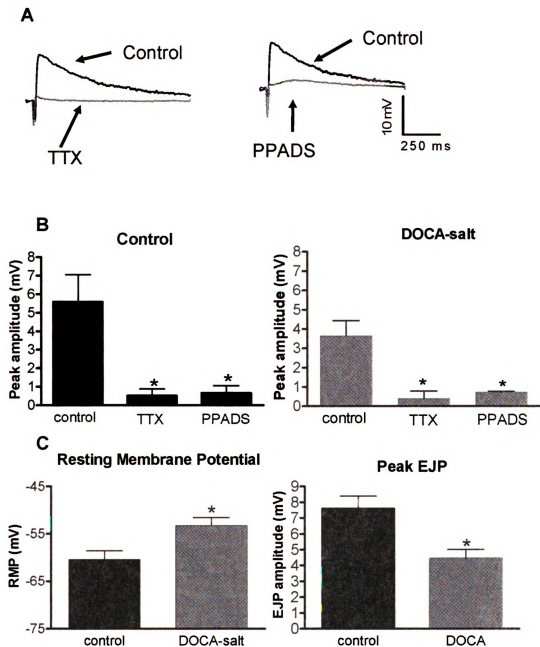 A
Control
TTX
Control
PPADS
10 mV
250 ms
B
Control
Peak amplitude (mV)
8
7
6
5
4
3
2
1
0
control
TTX
PPADS
*
*
DOCA-salt
Peak amplitude (mV)
8
7
6
5
4
3
2
1
0
control
TTX
PPADS
*
*
C
Resting Membrane Potential
RMP (mV)
-45
-55
-65
-75
control
DOCA-salt
*
Peak EJP
EJP amplitude (mV)
9
8
7
6
5
4
3
2
1
0
control
DOCA
*